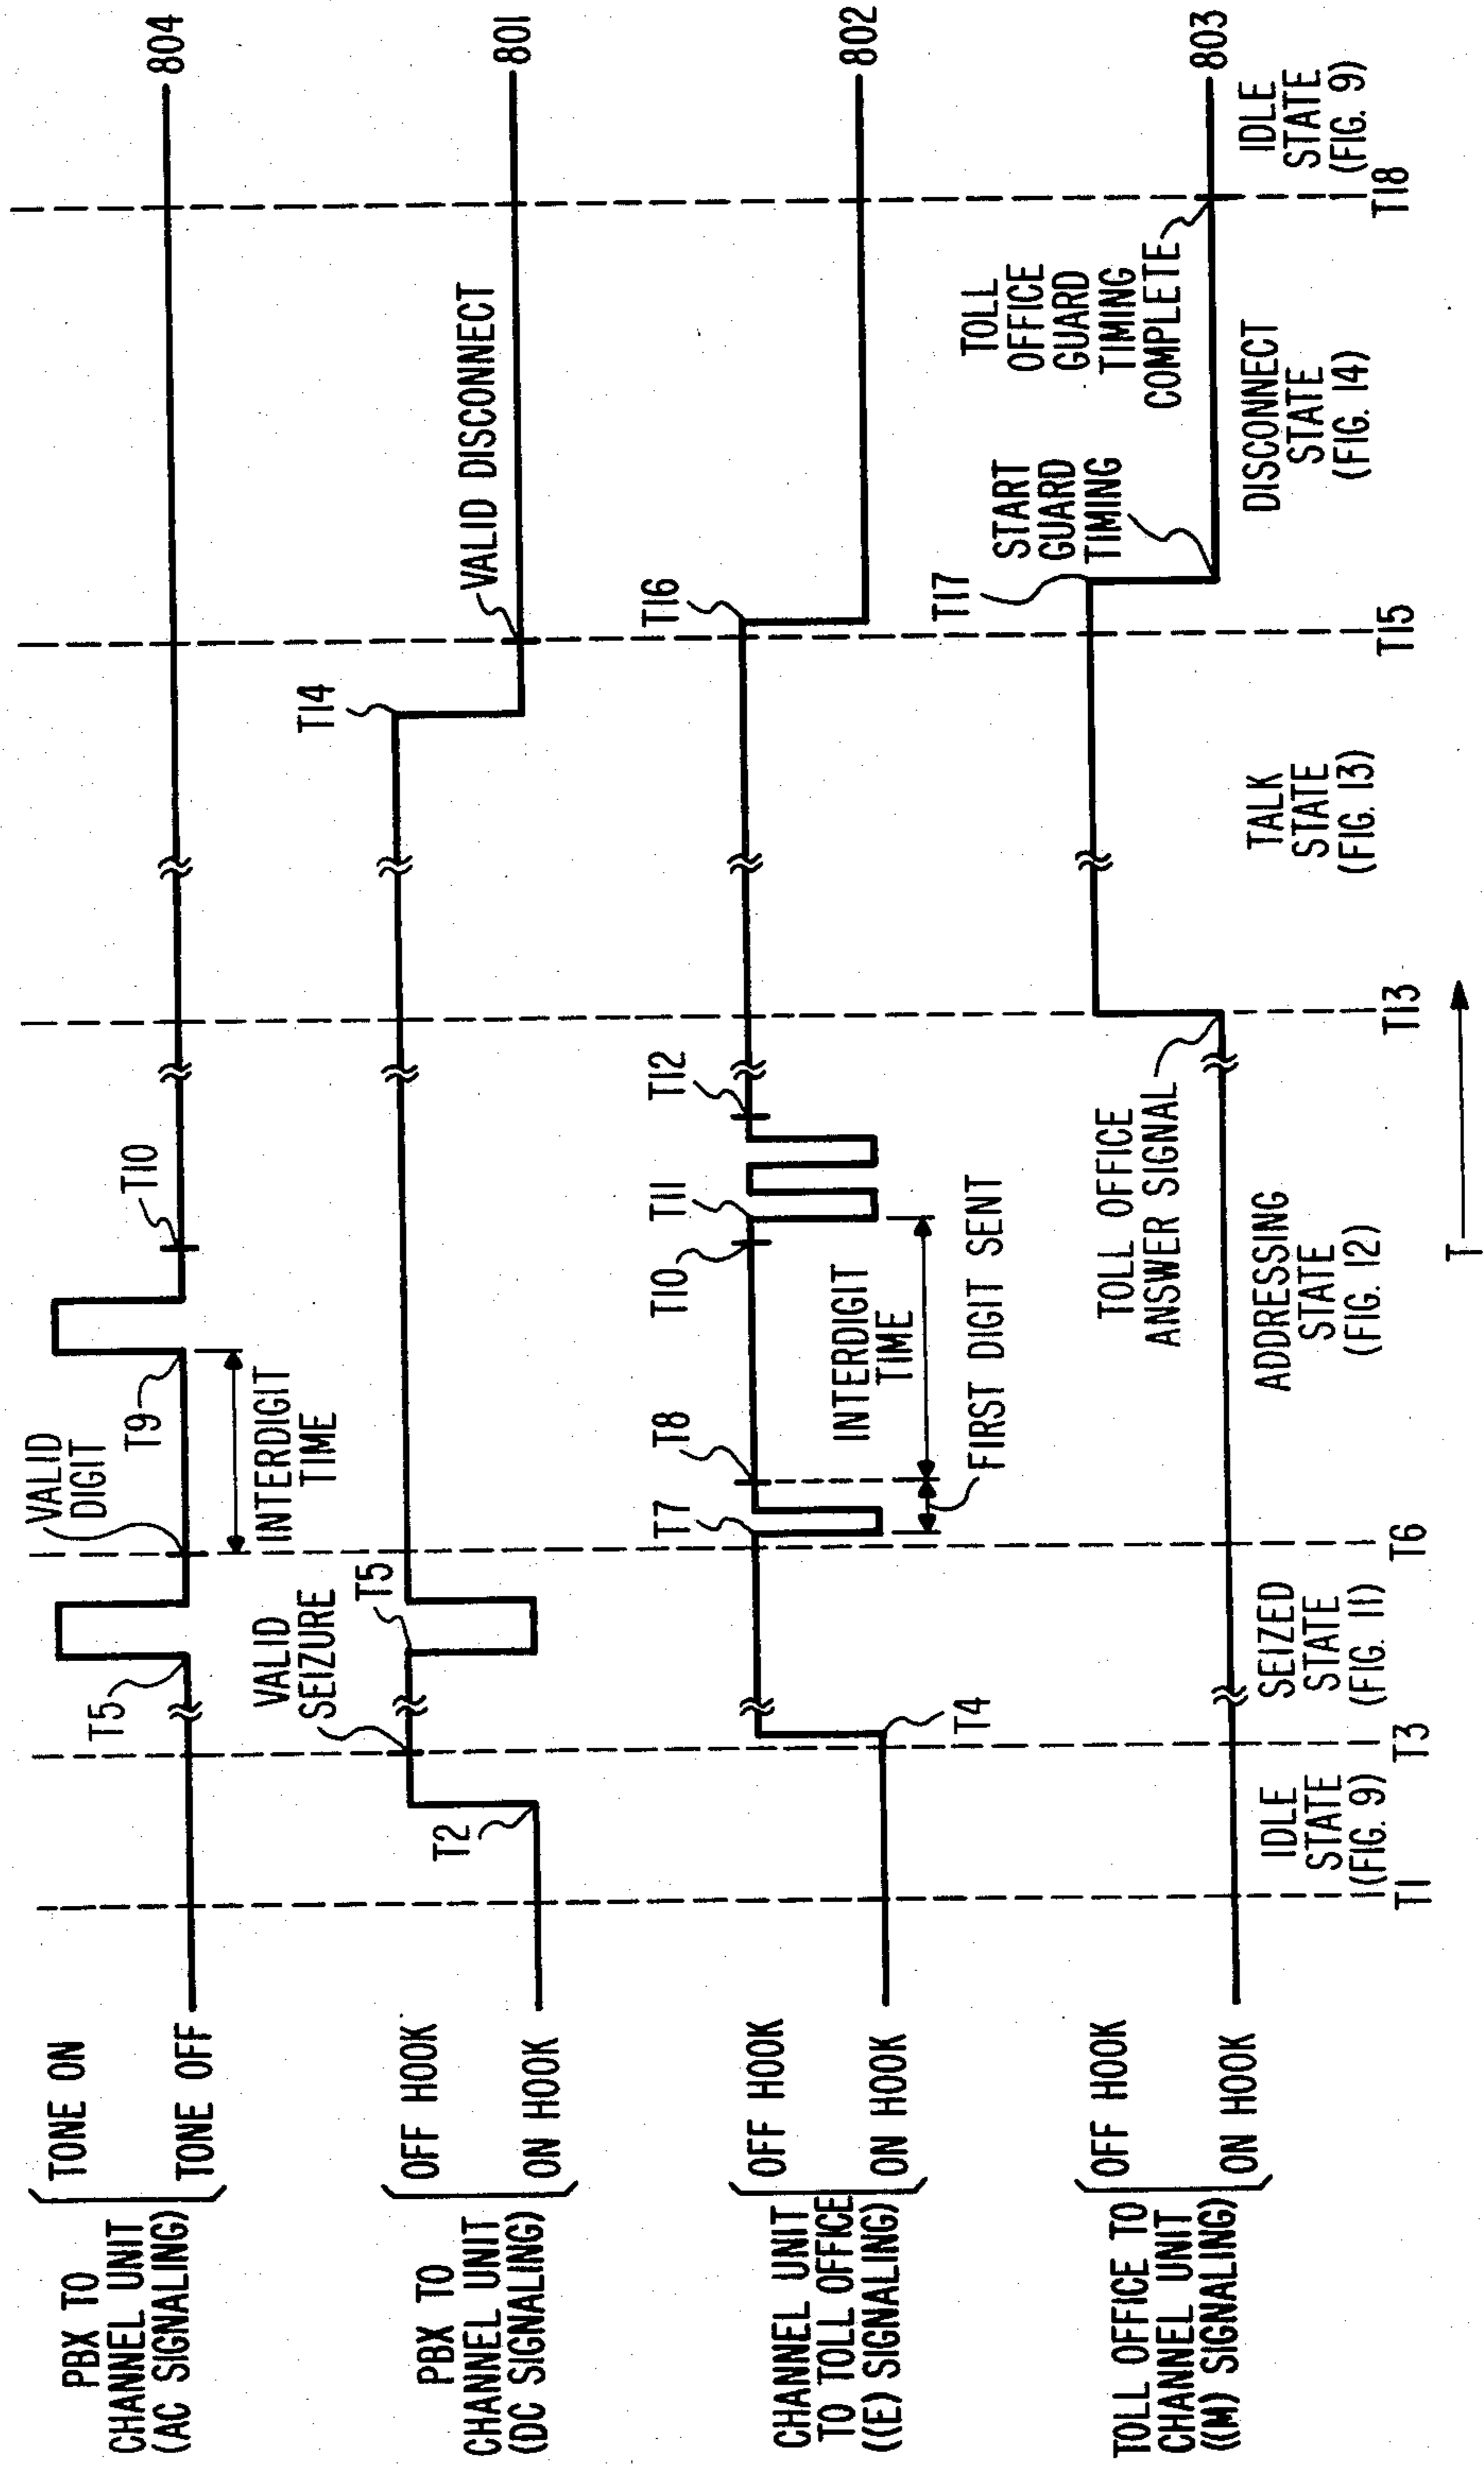 PBX TO
CHANNEL UNIT
(AC SIGNALING)
TONE ON
TONE OFF
T5
VALID
DIGIT
T9
INTERDIGIT
TIME
T10
804
PBX TO
CHANNEL UNIT
(DC SIGNALING)
OFF HOOK
ON HOOK
T2
VALID
SEIZURE
T5
T14
VALID DISCONNECT
801
CHANNEL UNIT
TO TOLL OFFICE
((E) SIGNALING)
OFF HOOK
ON HOOK
T4
T7
T8
T10
T11
T12
INTERDIGIT
TIME
FIRST DIGIT SENT
T16
802
TOLL OFFICE TO
CHANNEL UNIT
((M) SIGNALING)
OFF HOOK
ON HOOK
TOLL OFFICE
ANSWER SIGNAL
T17
START
GUARD
TIMING
TOLL
OFFICE
GUARD
TIMING
COMPLETE
803
IDLE
STATE
(FIG. 9)
SEIZED
STATE
(FIG. 11)
ADDRESSING
STATE
(FIG. 12)
TALK
STATE
(FIG. 13)
DISCONNECT
STATE
(FIG. 14)
IDLE
STATE
(FIG. 9)
T1
T3
T6
T13
T15
T18
T